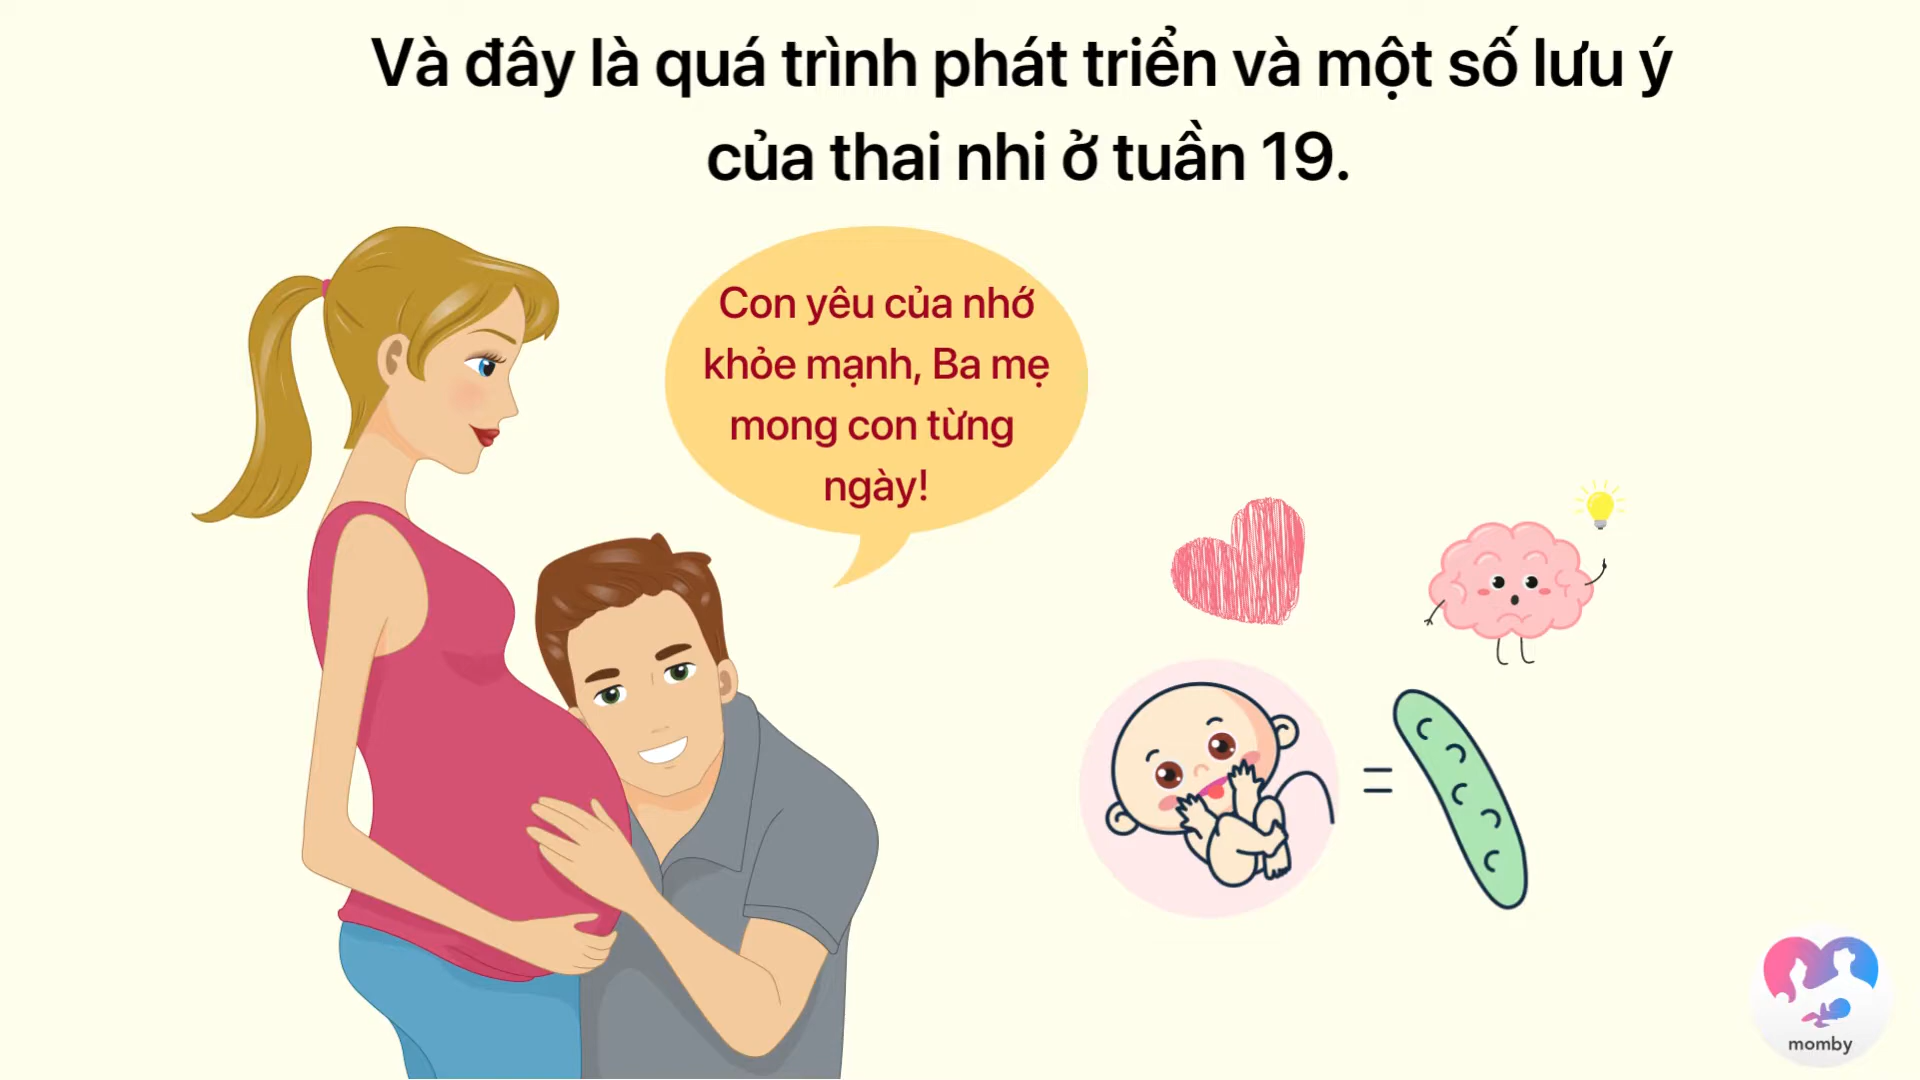 Và đây là quá trình phát triển và một số lưu ý
của thai nhi ở tuần 19.
Con yêu của nhớ
khỏe mạnh, Ba mẹ
mong con từng
ngày!
momby